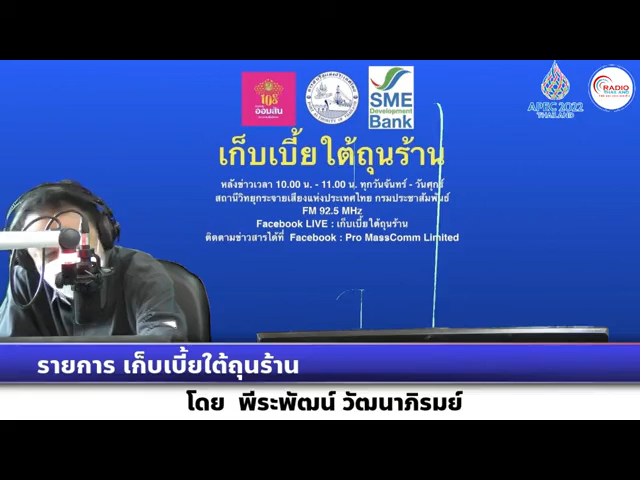 108
ออมสิน
SME
Development
Bank
APEC 2022
THAILAND
RADIO
THAILAND
เก็บเบี้ยใต้ถุนร้าน
หลังข่าวเวลา 10.00 น. - 11.00 น. ทุกวันจันทร์ - วันศุกร์
สถานีวิทยุกระจายเสียงแห่งประเทศไทย กรมประชาสัมพันธ์
FM 92.5 MHz
Facebook LIVE : เก็บเบี้ยใต้ถุนร้าน
ติดตามข่าวสารได้ที่ Facebook : Pro MassComm Limited
รายการ เก็บเบี้ยใต้ถุนร้าน
โดย พีระพัฒน์ วัฒนาภิรมย์